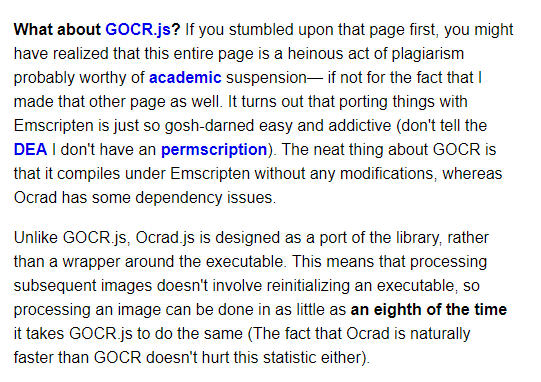 What about GOCR.js? If you stumbled upon that page first, you might
have realized that this entire page is a heinous act of plagiarism
probably worthy of academic suspension— if not for the fact that I
made that other page as well. It turns out that porting things with
Emscripten is just so gosh-darned easy and addictive (don't tell the
DEA I don't have an permscription). The neat thing about GOCR is
that it compiles under Emscripten without any modifications, whereas
Ocrad has some dependency issues.
Unlike GOCR.js, Ocrad.js is designed as a port of the library, rather
than a wrapper around the executable. This means that processing
subsequent images doesn't involve reinitializing an executable, so
processing an image can be done in as little as an eighth of the time
it takes GOCR.js to do the same (The fact that Ocrad is naturally
faster than GOCR doesn't hurt this statistic either).